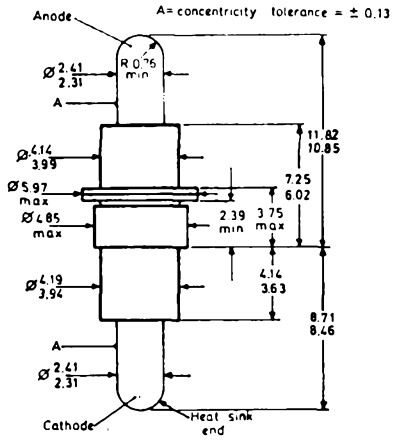 A= concentricity tolerance = ± 0.13
Anode
R 0.76
min
Ø 2.41
2.31
A
Ø 4.14
3.99
Ø 5.97
max
Ø 4.85
max
11.82
10.85
7.25
6.02
2.39
min
3.75
max
4.14
3.63
Ø 4.19
3.94
8.71
8.46
A
Ø 2.41
2.31
Cathode
Heat sink
end